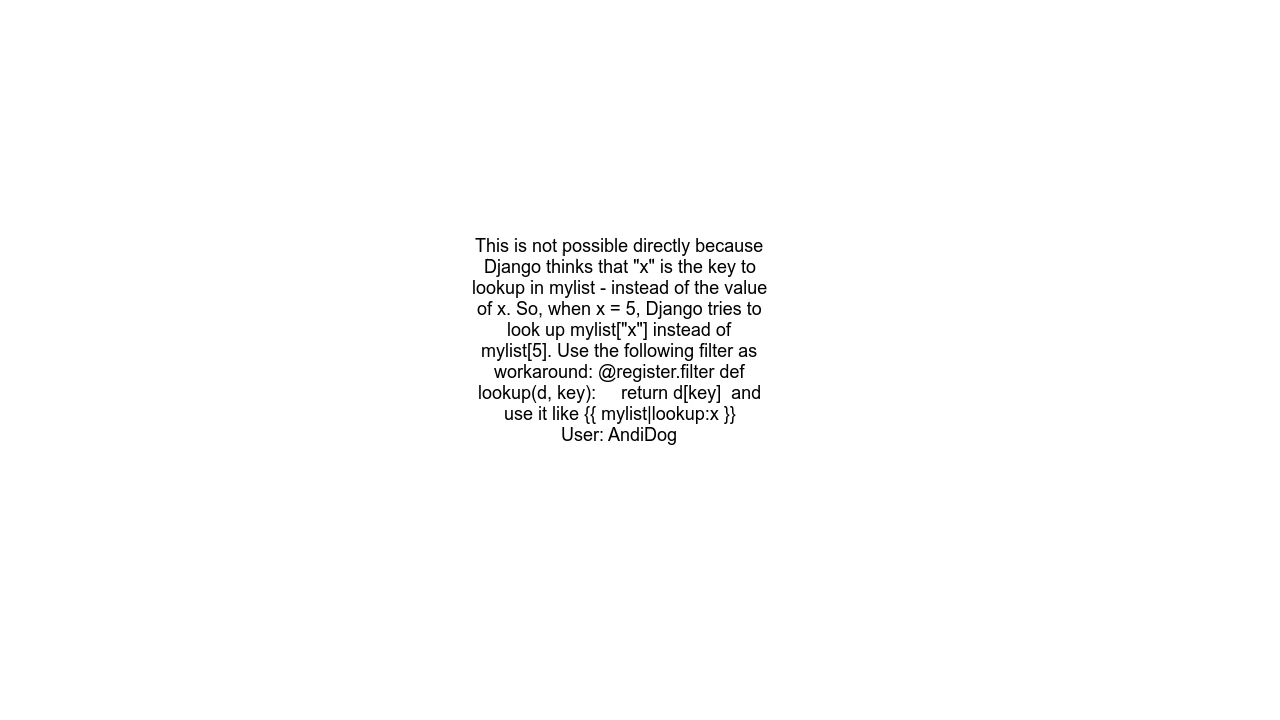 This is not possible directly because
Django thinks that "x" is the key to
lookup in mylist - instead of the value
of x. So, when x = 5, Django tries to
look up mylist["x"] instead of
mylist[5]. Use the following filter as
workaround: @register.filter def
lookup(d, key):     return d[key]  and
use it like {{ mylist|lookup:x }}
User: AndiDog